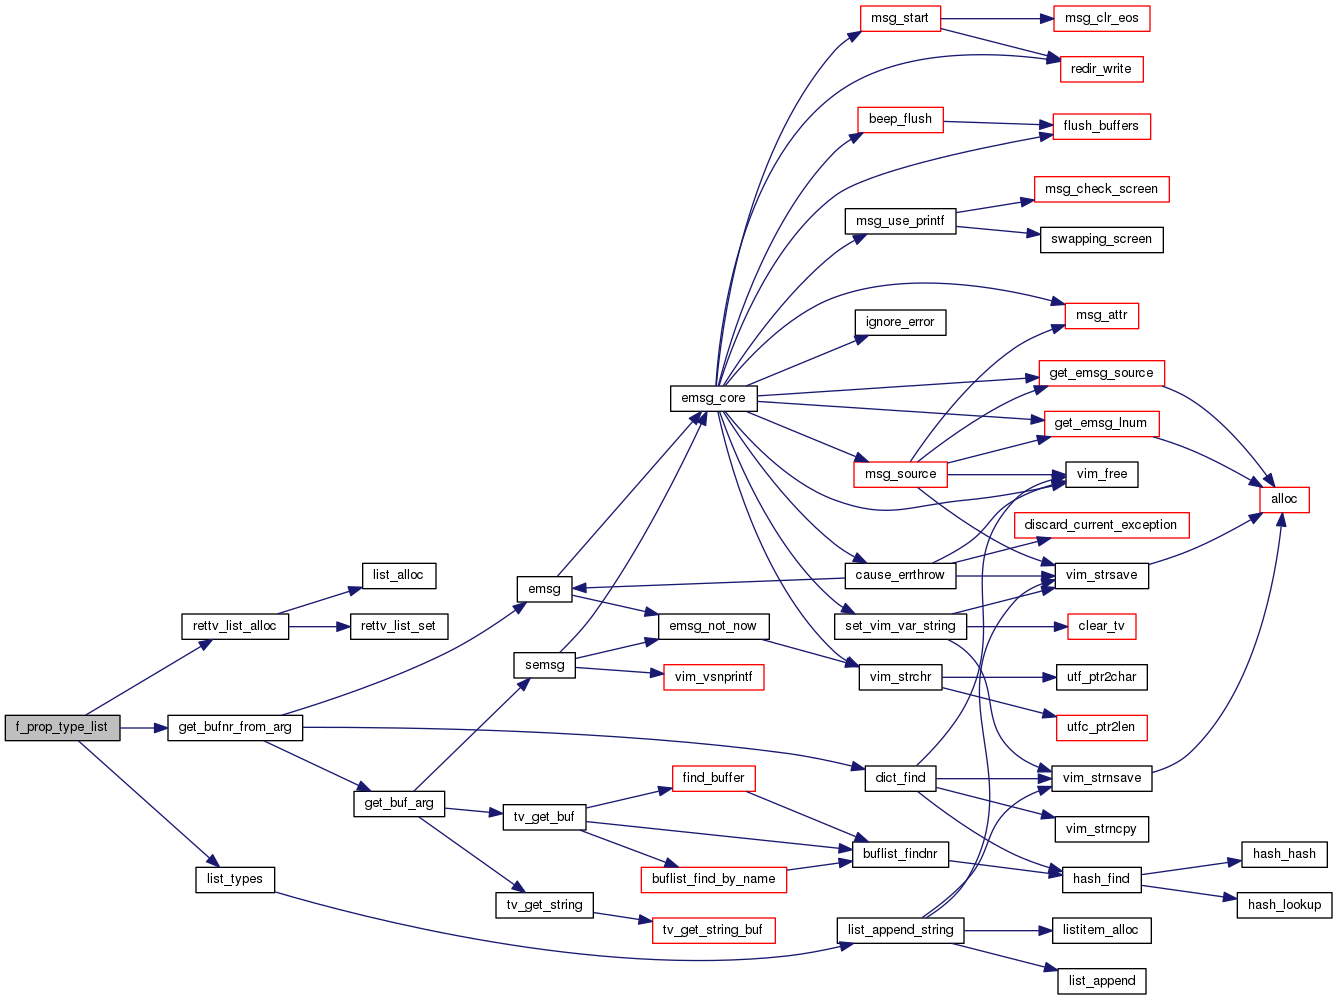 msg_start
msg_clr_eos
redir_write
beep_flush
flush_buffers
msg_check_screen
msg_use_printf
swapping_screen
msg_attr
ignore_error
get_emsg_source
emsg_core
get_emsg_lnum
msg_source
vim_free
alloc
discard_current_exception
list_alloc
cause_errthrow
vim_strsave
emsg
rettv_list_alloc
rettv_list_set
emsg_not_now
set_vim_var_string
clear_tv
semsg
vim_vsnprintf
vim_strchr
utf_ptr2char
f_prop_type_list
get_bufnr_from_arg
utfc_ptr2len
find_buffer
dict_find
vim_strnsave
get_buf_arg
tv_get_buf
vim_strncpy
buflist_findnr
hash_hash
list_types
buflist_find_by_name
hash_find
tv_get_string
hash_lookup
tv_get_string_buf
list_append_string
listitem_alloc
list_append